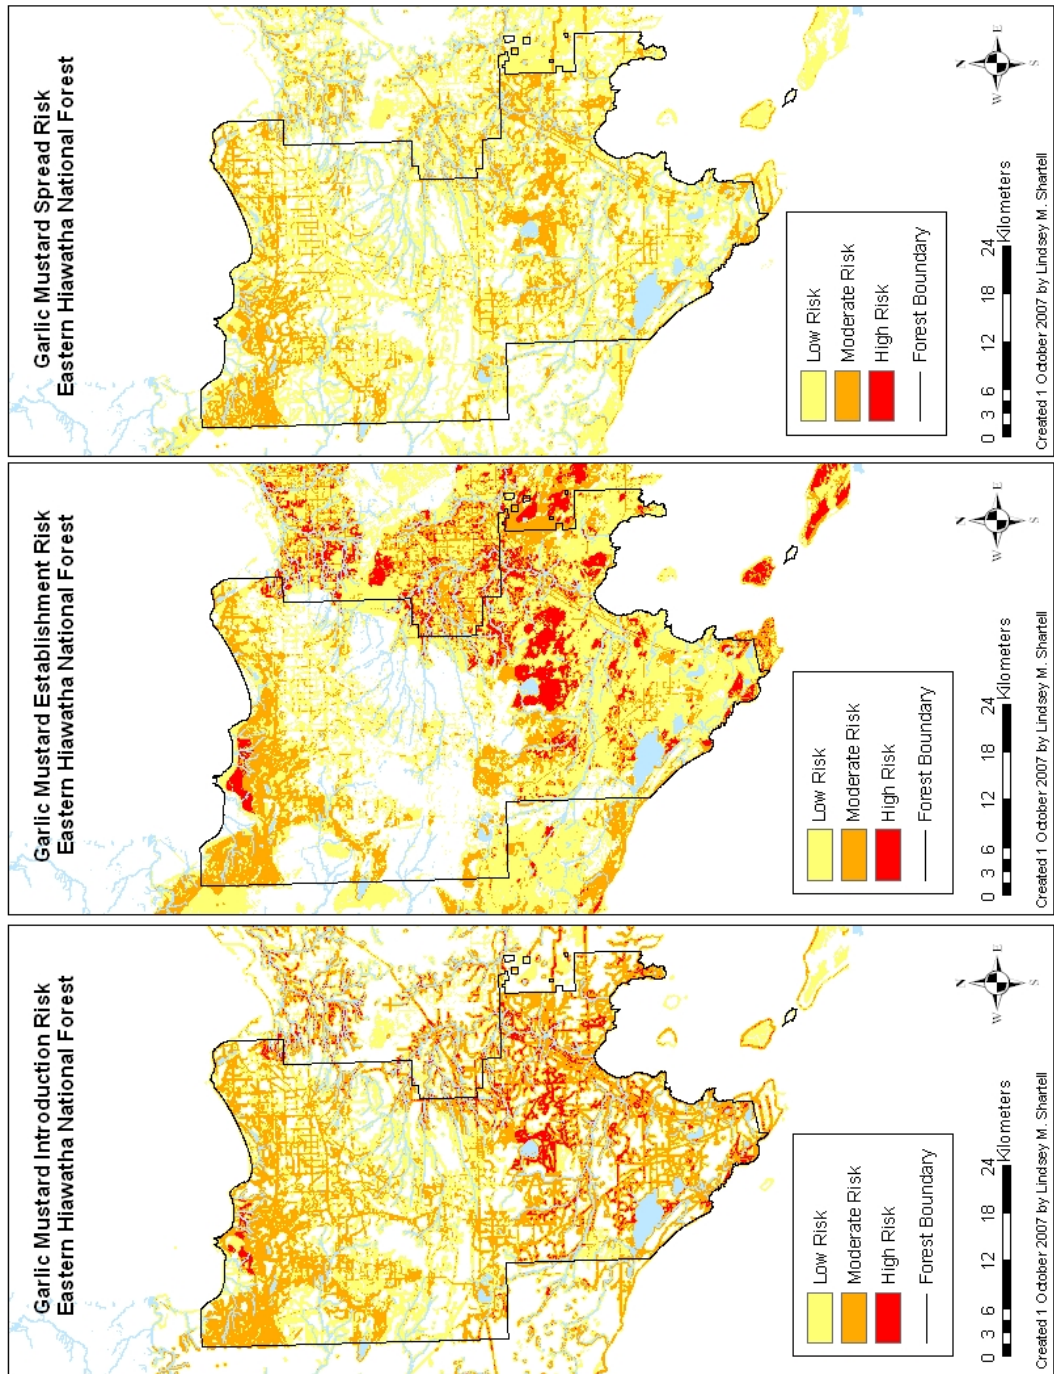 Garlic Mustard Introduction Risk
Eastern Hiawatha National Forest
Low Risk
Moderate Risk
High Risk
Forest Boundary
N
W
E
S
0 3 6 12 18 24
Kilometers
Created 1 October 2007 by Lindsey M. Shartell
Garlic Mustard Establishment Risk
Eastern Hiawatha National Forest
Low Risk
Moderate Risk
High Risk
Forest Boundary
N
W
E
S
0 3 6 12 18 24
Kilometers
Created 1 October 2007 by Lindsey M. Shartell
Garlic Mustard Spread Risk
Eastern Hiawatha National Forest
Low Risk
Moderate Risk
High Risk
Forest Boundary
N
W
E
S
0 3 6 12 18 24
Kilometers
Created 1 October 2007 by Lindsey M. Shartell